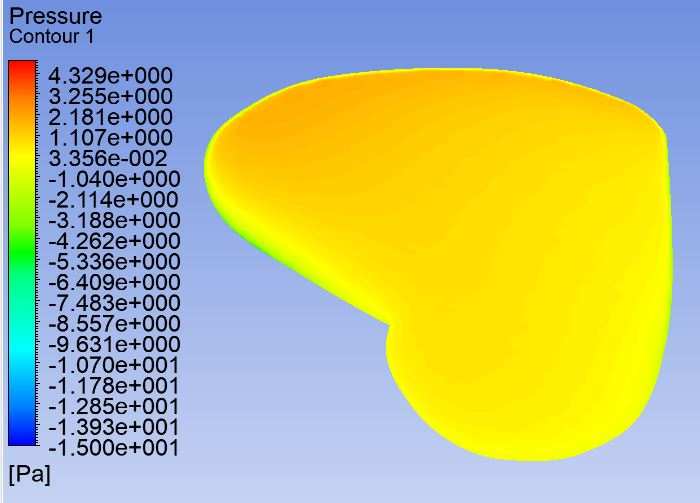 Pressure
Contour 1
4.329e+000
3.255e+000
2.181e+000
1.107e+000
3.356e-002
-1.040e+000
-2.114e+000
-3.188e+000
-4.262e+000
-5.336e+000
-6.409e+000
-7.483e+000
-8.557e+000
-9.631e+000
-1.070e+001
-1.178e+001
-1.285e+001
-1.393e+001
-1.500e+001
[Pa]